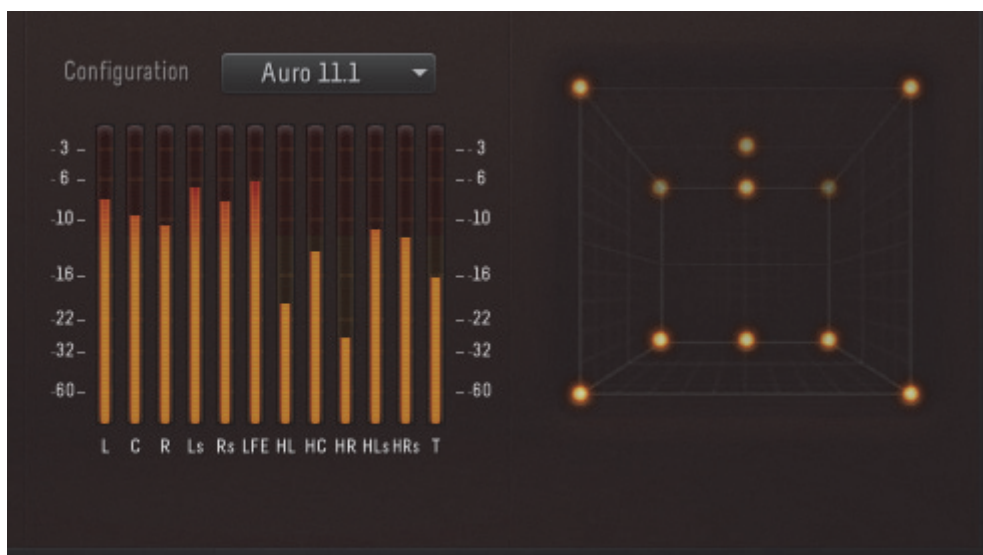 Configuration Auro 11.1
- 3 – – - 3
- 6 – – - 6
-10 – – -10
-16 – – -16
-22 – – -22
-32 – – -32
-60 – – -60
L C R Ls Rs LFE HL HC HR HLs HRs T